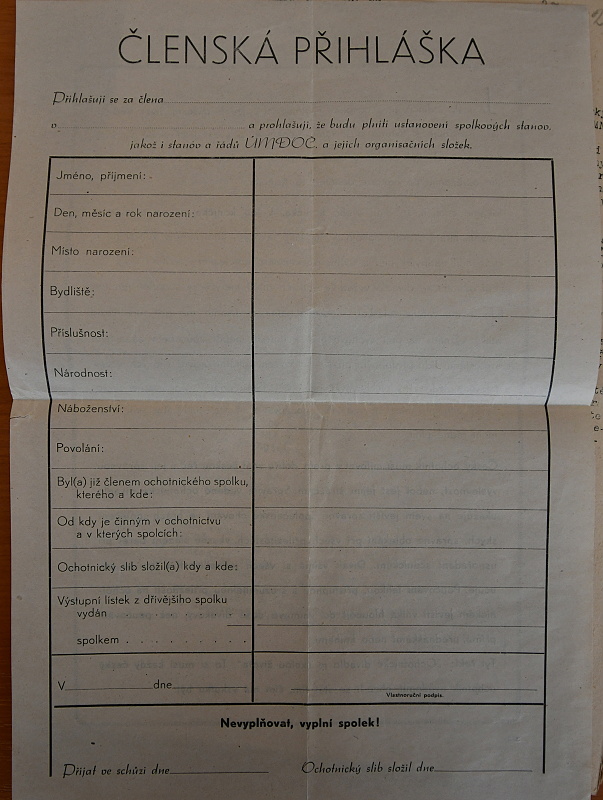 ČLENSKÁ PŘIHLÁŠKA
Přihlašuji se za člena
v a prohlašuji, že budu plniti ustanovení spolkových stanov,
jakož i stanov a řádů ÚMDOČ. a jejich organisačních složek.
Jméno, příjmení:
Den, měsíc a rok narození:
Místo narození:
Bydliště:
Příslušnost:
Národnost:
Náboženství:
Povolání:
Byl(a) již členem ochotnického spolku,
kterého a kde:
Od kdy je činným v ochotnictvu
a v kterých spolcích:
Ochotnický slib složil(a) kdy a kde:
Výstupní lístek z dřívějšího spolku
vydán
spolkem
V dne
Vlastnoruční podpis.
Nevyplňovat, vyplní spolek!
Přijat ve schůzi dne Ochotnický slib složil dne